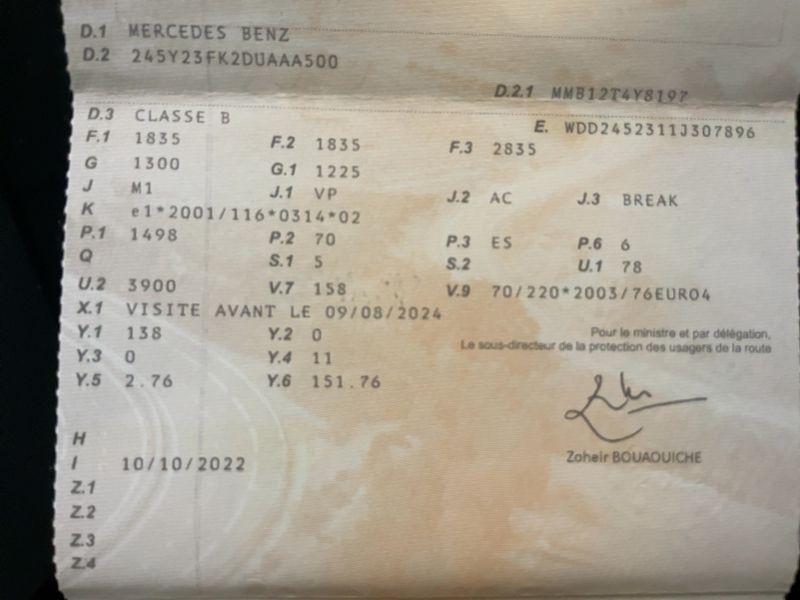 D.1 MERCEDES BENZ
D.2 245Y23FK2DUAAA500
D.2.1 MMB12T4Y8197
D.3 CLASSE B
E. WDD2452311J307896
F.1 1835 F.2 1835 F.3 2835
G 1300 G.1 1225
J M1 J.1 VP J.2 AC J.3 BREAK
K e1*2001/116*0314*02
P.1 1498 P.2 70 P.3 ES P.6 6
Q S.1 5 S.2 U.1 78
U.2 3900 V.7 158 V.9 70/220*2003/76EURO4
X.1 VISITE AVANT LE 09/08/2024
Y.1 138 Y.2 0
Pour le ministre et par délégation,
Le sous-directeur de la protection des usagers de la route
Y.3 0 Y.4 11
Y.5 2.76 Y.6 151.76
H
Zoheir BOUAOUICHE
I 10/10/2022
Z.1
Z.2
Z.3
Z.4